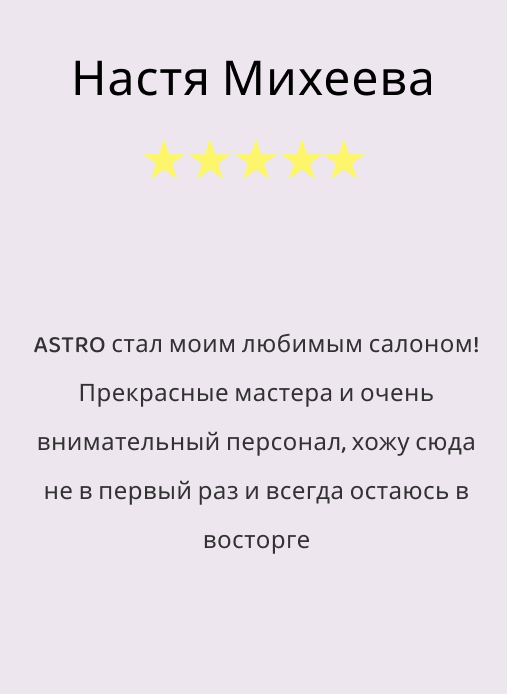 Настя Михеева
ASTRO стал моим любимым салоном!
Прекрасные мастера и очень
внимательный персонал, хожу сюда
не в первый раз и всегда остаюсь в
восторге